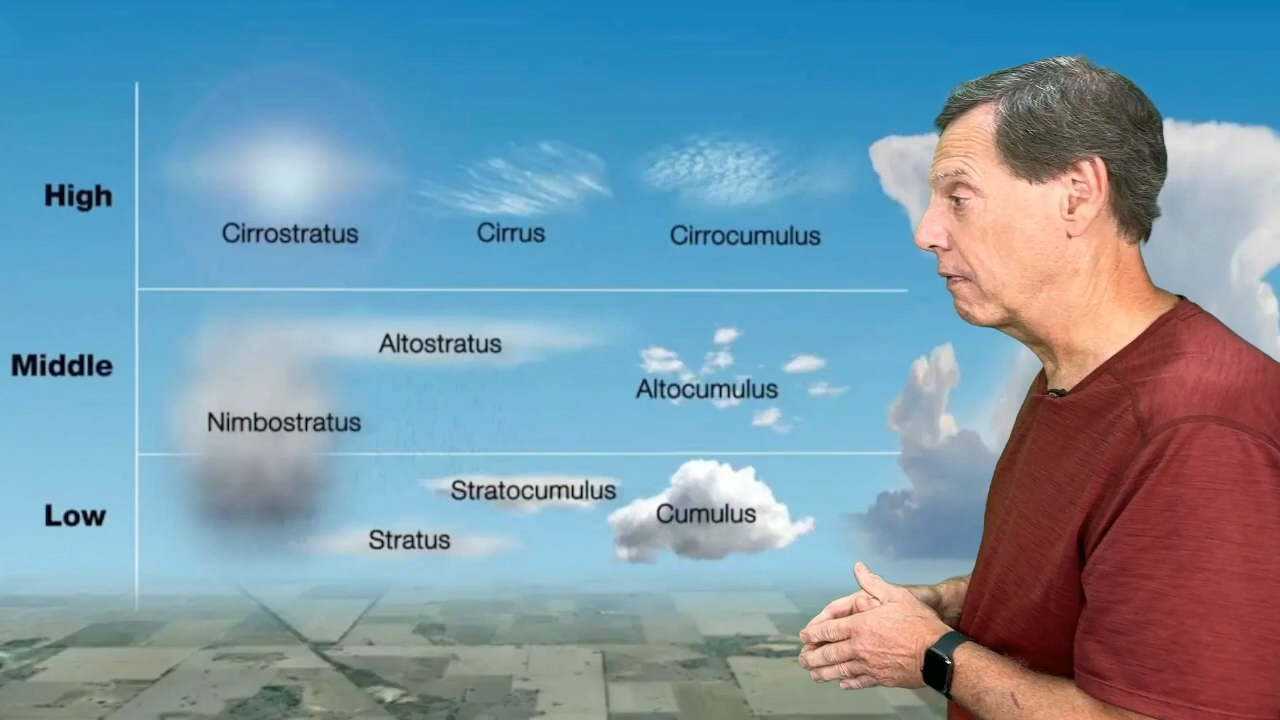 High
Cirrostratus
Cirrus
Cirrocumulus
Middle
Altostratus
Altocumulus
Nimbostratus
Low
Stratocumulus
Cumulus
Stratus